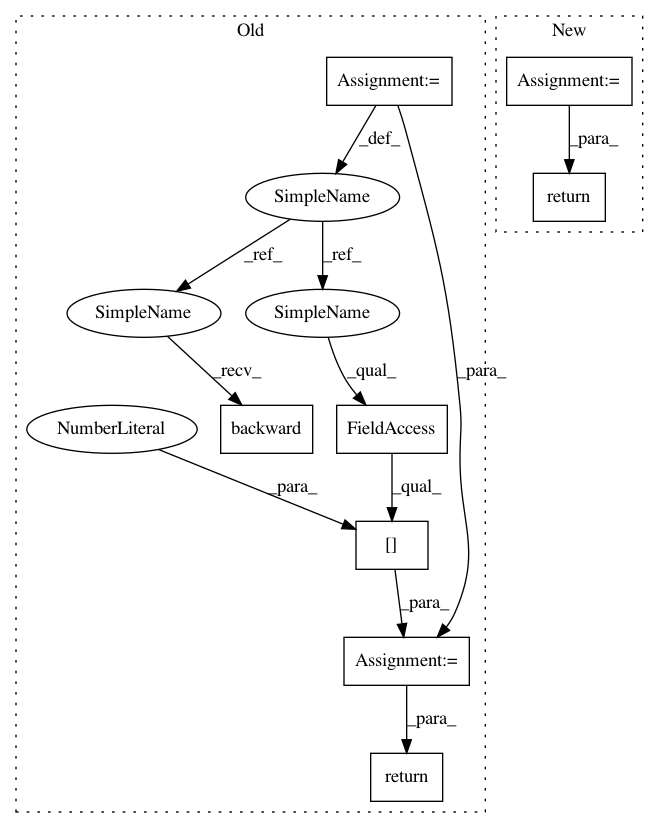 Old
New
Assignment:=
Assignment:=
_def_
_para_
SimpleName
return
_ref_
_ref_
SimpleName
SimpleName
_recv_
_qual_
_para_
NumberLiteral
backward
FieldAccess
_para_
_qual_
[]
_para_
Assignment:=
_para_
return